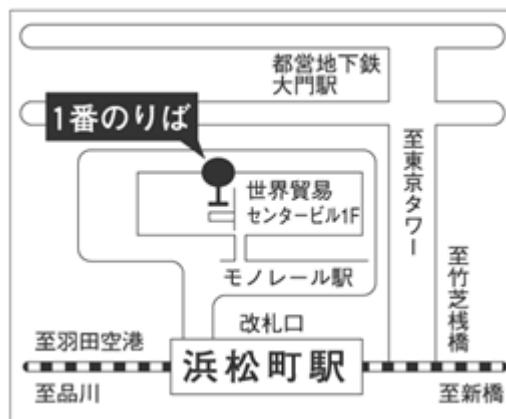 都営地下鉄
大門駅
1番のりば
世界貿易
センタービル1F
至東京タワー
至竹芝桟橋
モノレール駅
改札口
至羽田空港
浜松町駅
至品川
至新橋